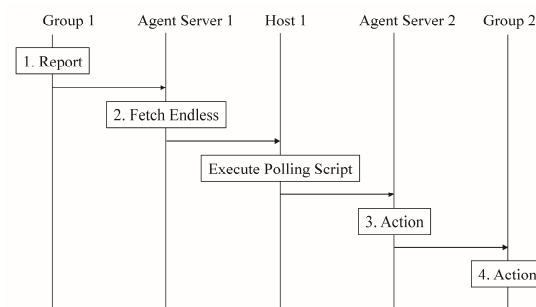 Group 1 Agent Server 1 Host 1 Agent Server 2 Group 2
1. Report
2. Fetch Endless
Execute Polling Script
3. Action
4. Action